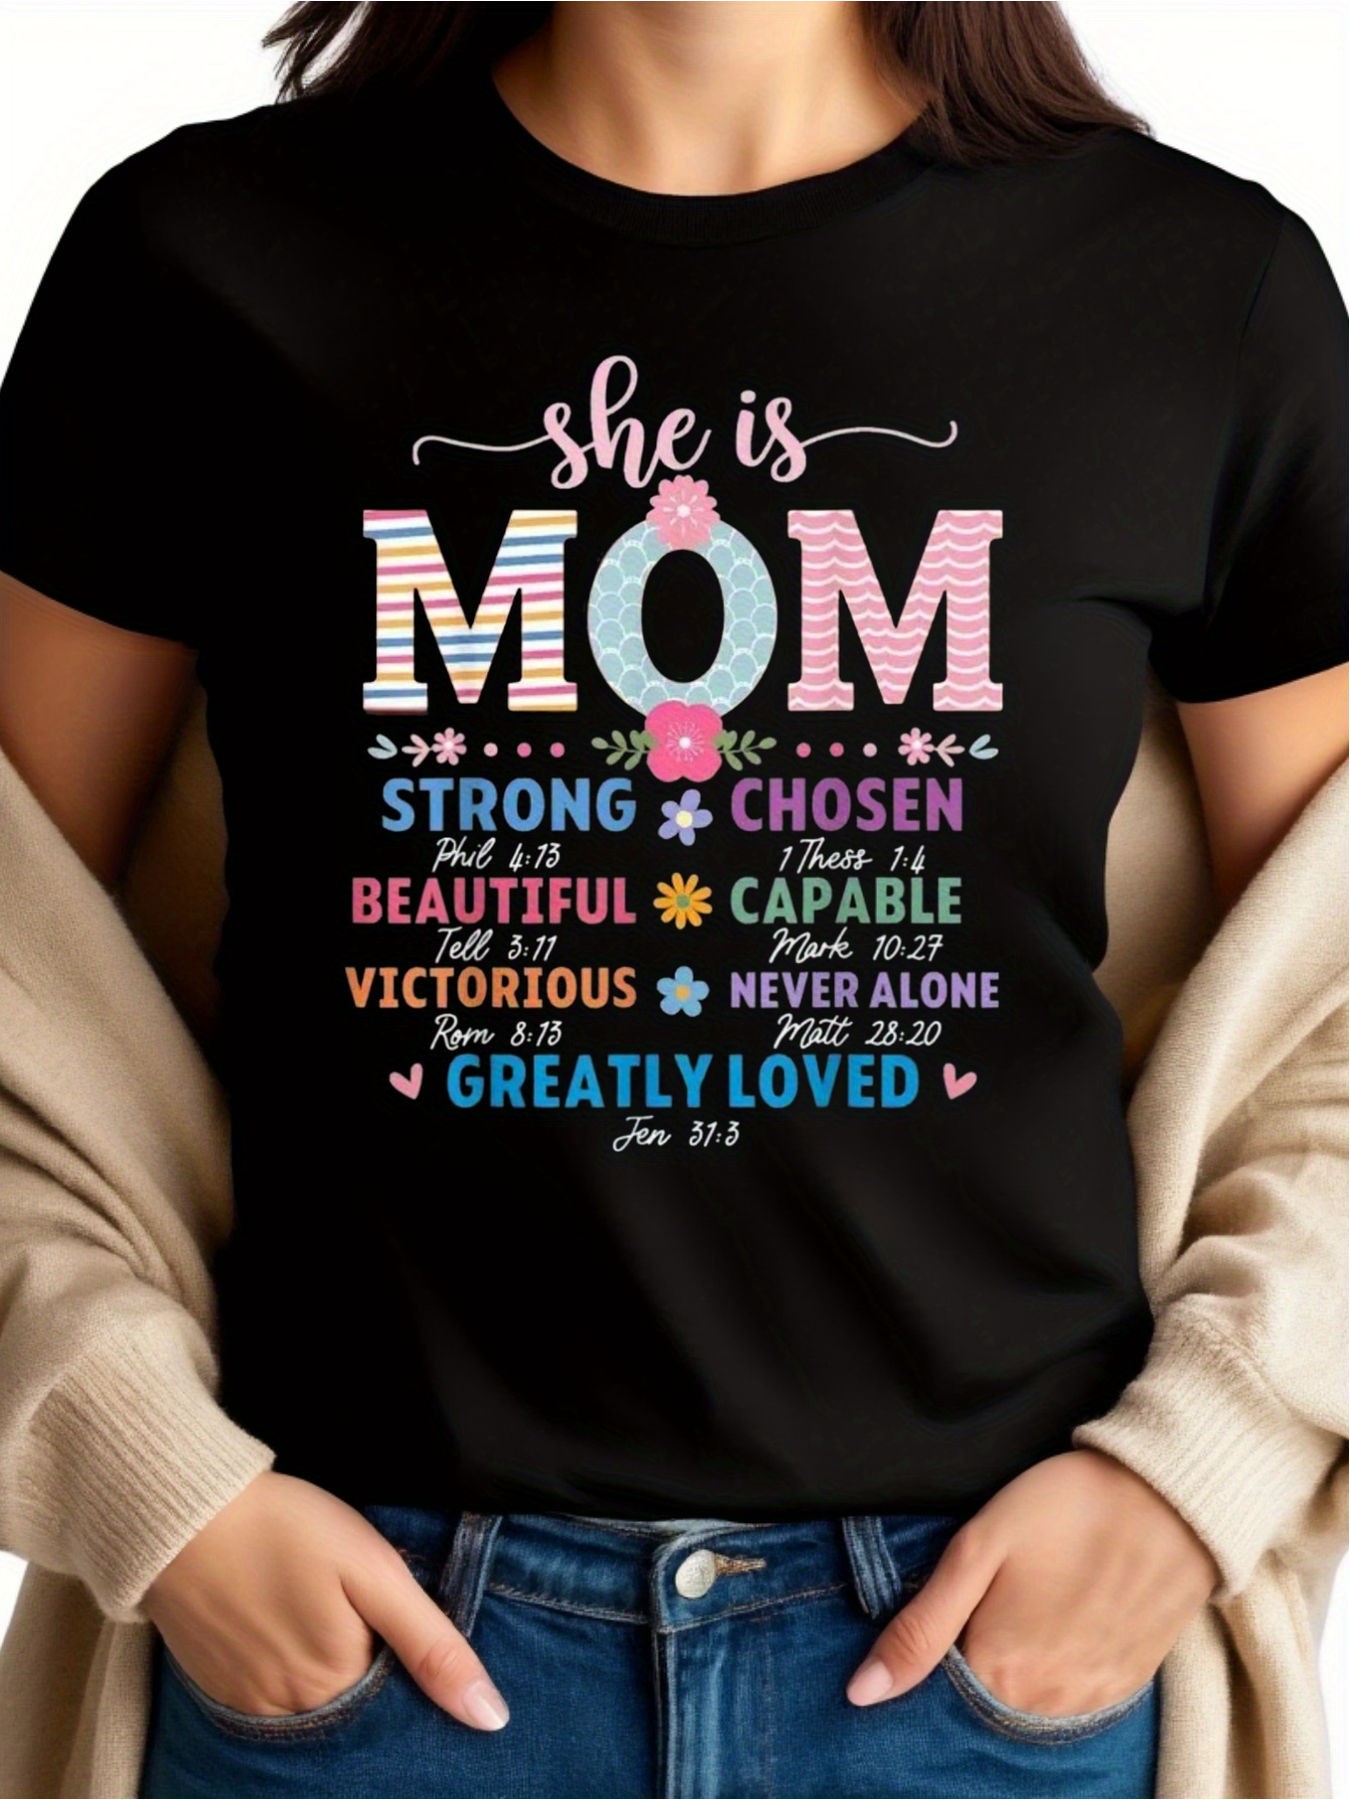 she is
MOM
STRONG CHOSEN
Phil 4:13 1 Thess 1:4
BEAUTIFUL CAPABLE
Tell 3:11 Mark 10:27
VICTORIOUS NEVER ALONE
Rom 8:13 Matt 28:20
GREATLY LOVED
Jen 31:3